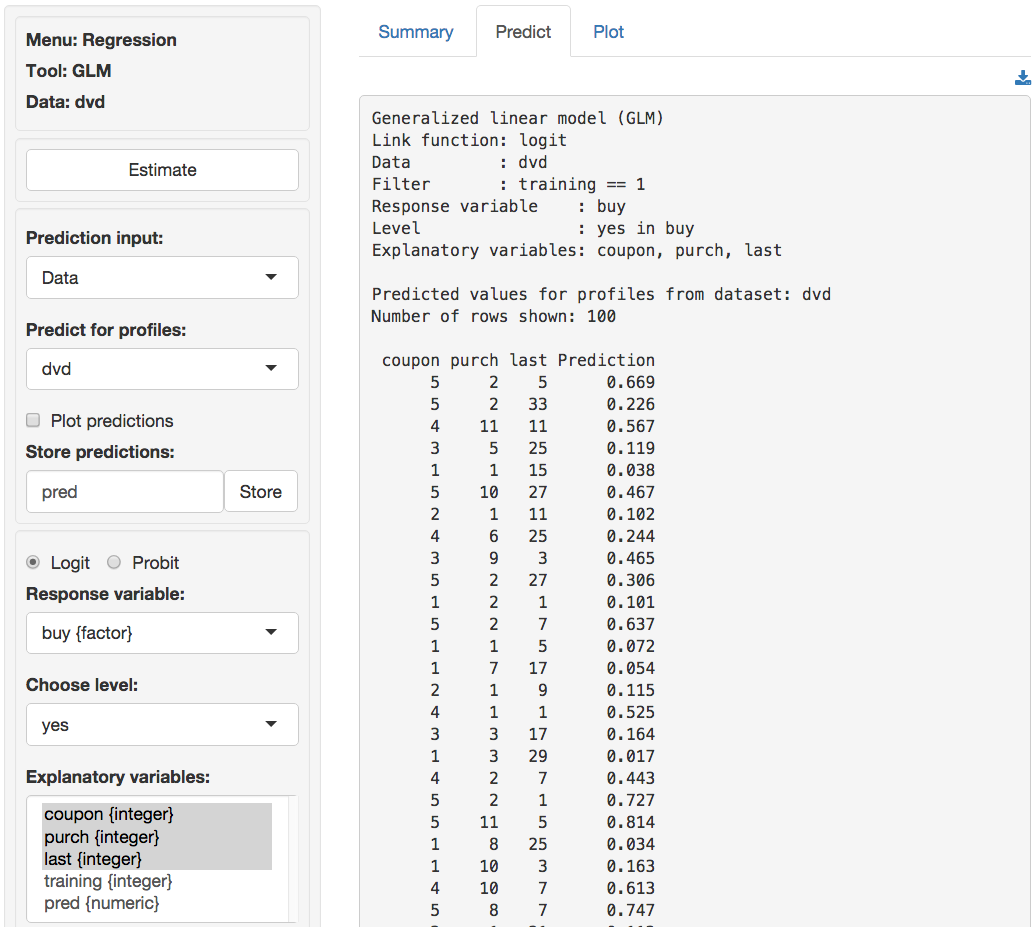 Menu: Regression
Tool: GLM
Data: dvd
Estimate
Prediction input:
Data
Predict for profiles:
dvd
Plot predictions
Store predictions:
pred
Store
Logit Probit
Response variable:
buy {factor}
Choose level:
yes
Explanatory variables:
coupon {integer}
purch {integer}
last {integer}
training {integer}
pred {numeric}
Summary Predict Plot
Generalized linear model (GLM)
Link function: logit
Data : dvd
Filter : training == 1
Response variable : buy
Level : yes in buy
Explanatory variables: coupon, purch, last
Predicted values for profiles from dataset: dvd
Number of rows shown: 100
coupon purch last Prediction
5 2 5 0.669
5 2 33 0.226
4 11 11 0.567
3 5 25 0.119
1 1 15 0.038
5 10 27 0.467
2 1 11 0.102
4 6 25 0.244
3 9 3 0.465
5 2 27 0.306
1 2 1 0.101
5 2 7 0.637
1 1 5 0.072
1 7 17 0.054
2 1 9 0.115
4 1 1 0.525
3 3 17 0.164
1 3 29 0.017
4 2 7 0.443
5 2 1 0.727
5 11 5 0.814
1 8 25 0.034
1 10 3 0.163
4 10 7 0.613
5 8 7 0.747